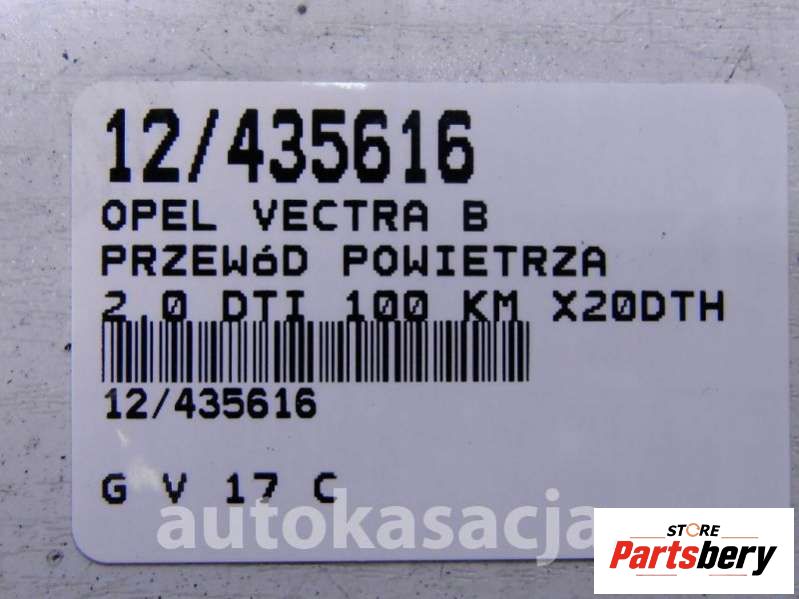 12/435616
OPEL VECTRA B
PRZEWóD POWIETRZA
2.0 DTI 100 KM X20DTH
12/435616
G V 17 C
autokasacja
STORE
Partsbery